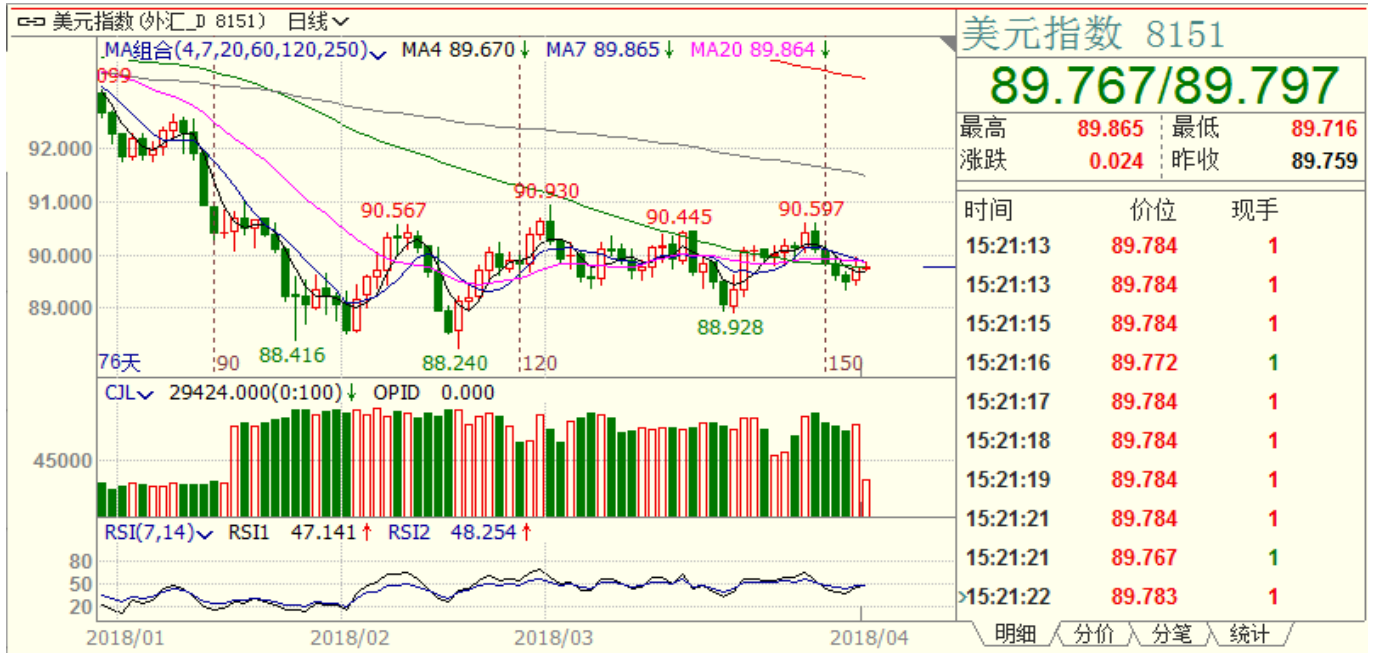 美元指数(外汇_D 8151) 日线
MA组合(4,7,20,60,120,250) MA4 89.670↓ MA7 89.865↓ MA20 89.864↓
099
92.000
91.000
90.000
89.000
90.567
90.930
90.445
90.597
88.416
88.240
88.928
76天
90
120
150
CJL 29424.000(0:100)↓ OPID 0.000
45000
RSI(7,14) RSI1 47.141↑ RSI2 48.254↑
80
50
20
2018/01 2018/02 2018/03 2018/04
美元指数 8151
89.767/89.797
最高 89.865 最低 89.716
涨跌 0.024 昨收 89.759
时间 价位 现手
15:21:13 89.784 1
15:21:13 89.784 1
15:21:15 89.784 1
15:21:16 89.772 1
15:21:17 89.784 1
15:21:18 89.784 1
15:21:19 89.784 1
15:21:21 89.784 1
15:21:21 89.767 1
>15:21:22 89.783 1
明细 分价 分笔 统计